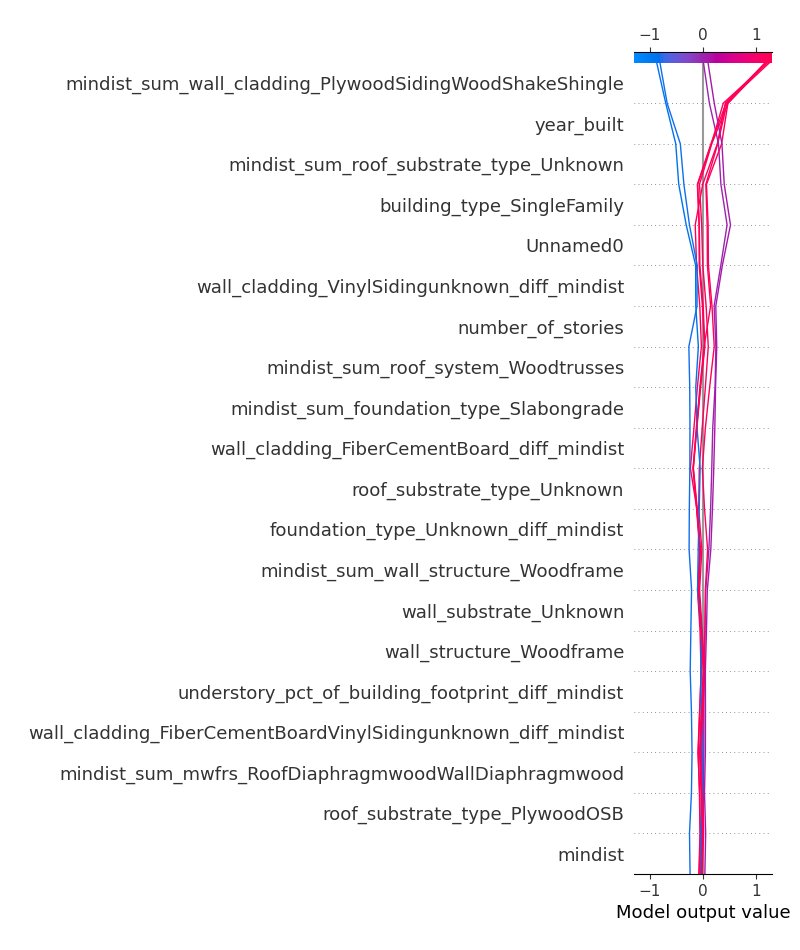 −1 0 1
mindist_sum_wall_cladding_PlywoodSidingWoodShakeShingle
year_built
mindist_sum_roof_substrate_type_Unknown
building_type_SingleFamily
Unnamed0
wall_cladding_VinylSidingunknown_diff_mindist
number_of_stories
mindist_sum_roof_system_Woodtrusses
mindist_sum_foundation_type_Slabongrade
wall_cladding_FiberCementBoard_diff_mindist
roof_substrate_type_Unknown
foundation_type_Unknown_diff_mindist
mindist_sum_wall_structure_Woodframe
wall_substrate_Unknown
wall_structure_Woodframe
understory_pct_of_building_footprint_diff_mindist
wall_cladding_FiberCementBoardVinylSidingunknown_diff_mindist
mindist_sum_mwfrs_RoofDiaphragmwoodWallDiaphragmwood
roof_substrate_type_PlywoodOSB
mindist
−1 0 1
Model output value